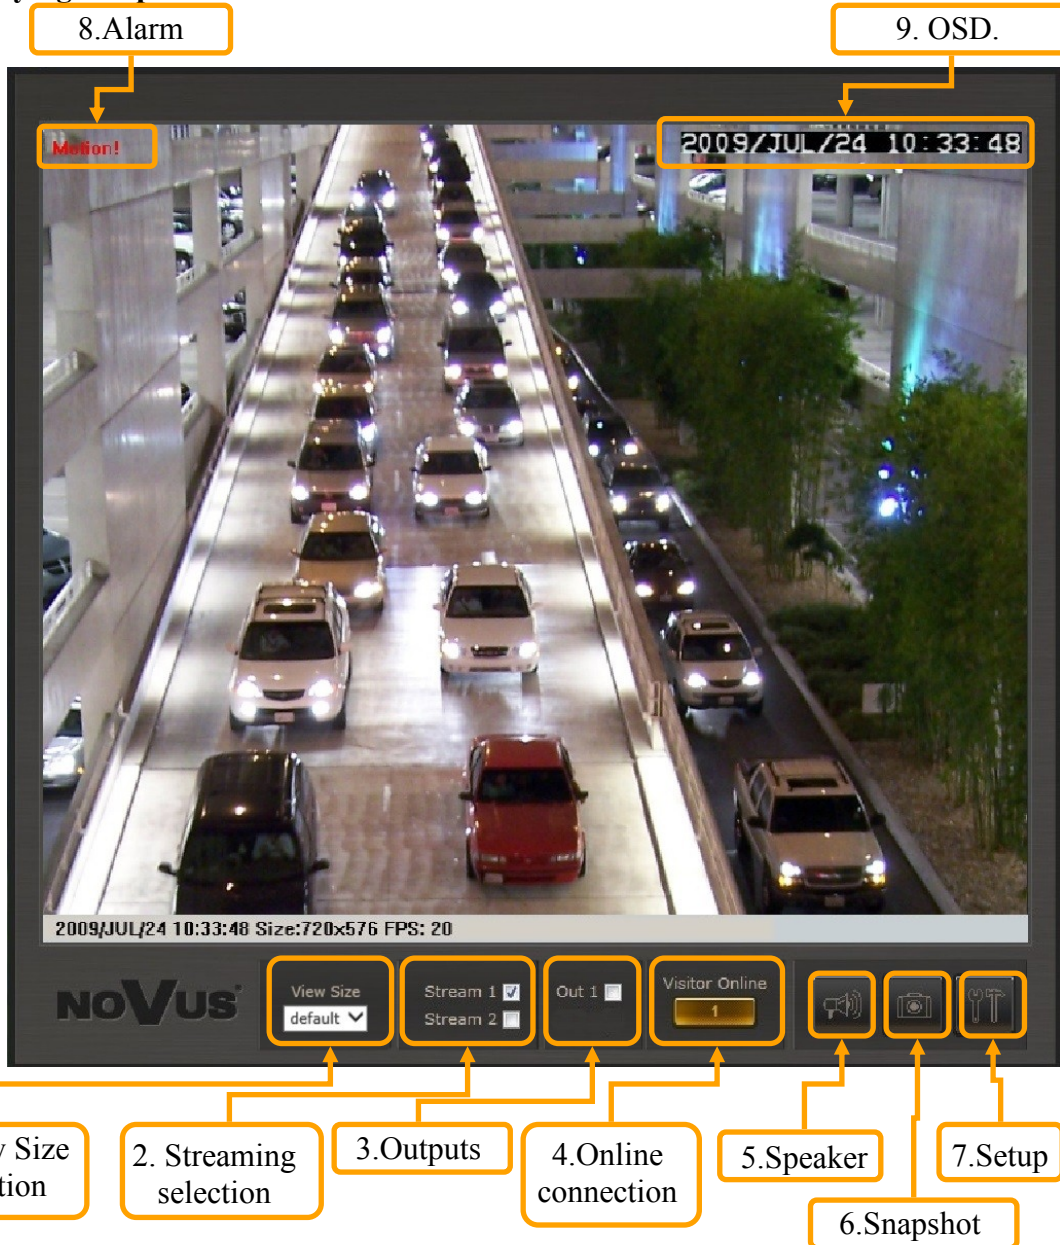 8.Alarm
9. OSD.
Motion!
2009/JUL/24 10:33:48
2009/JUL/24 10:33:48 Size:720x576 FPS: 20
NOVUS
View Size
default
Stream 1
Stream 2
Out 1
Visitor Online
1
Size
2. Streaming
selection
3.Outputs
4.Online
connection
5.Speaker
6.Snapshot
7.Setup